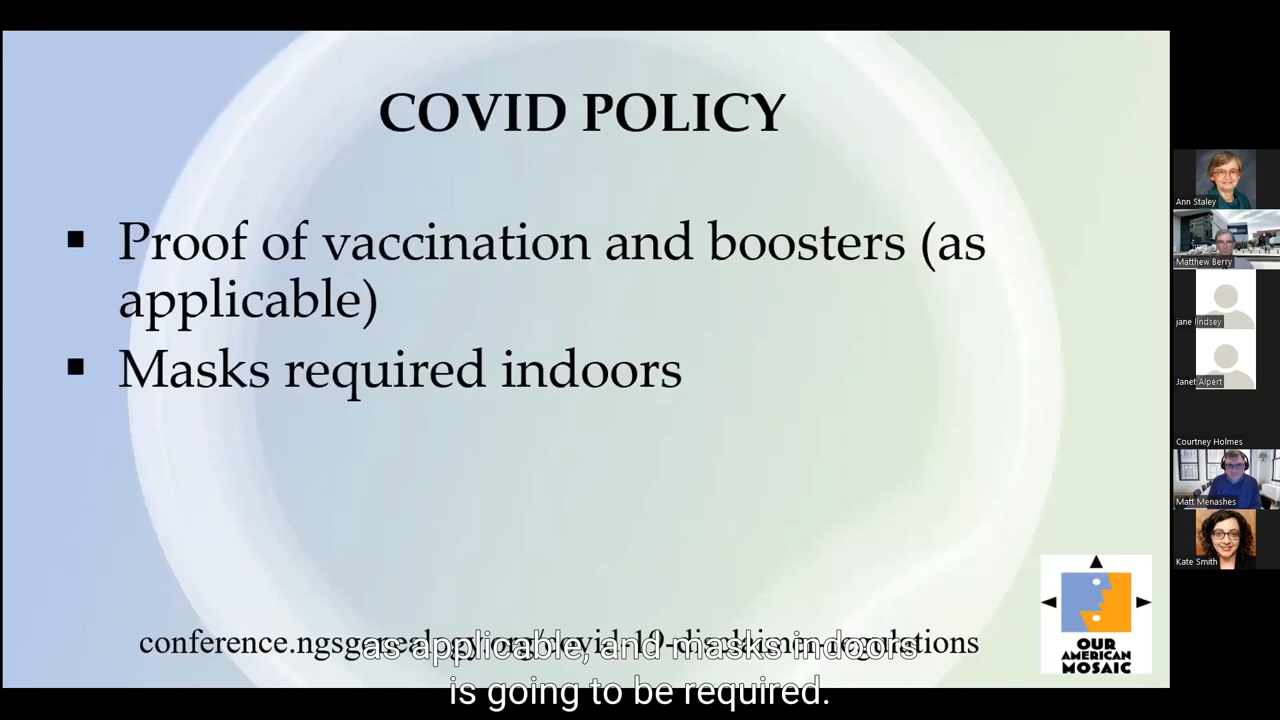 COVID POLICY
▪ Proof of vaccination and boosters (as
applicable)
▪ Masks required indoors
conference.ngsgenealogy.org/covid-19-disclaimer-regulations
as applicable, and masks indoors
is going to be required.
OUR
AMERICAN
MOSAIC
Ann Staley
Matthew Berry
jane lindsey
Janet Alpert
Courtney Holmes
Matt Menashes
Kate Smith